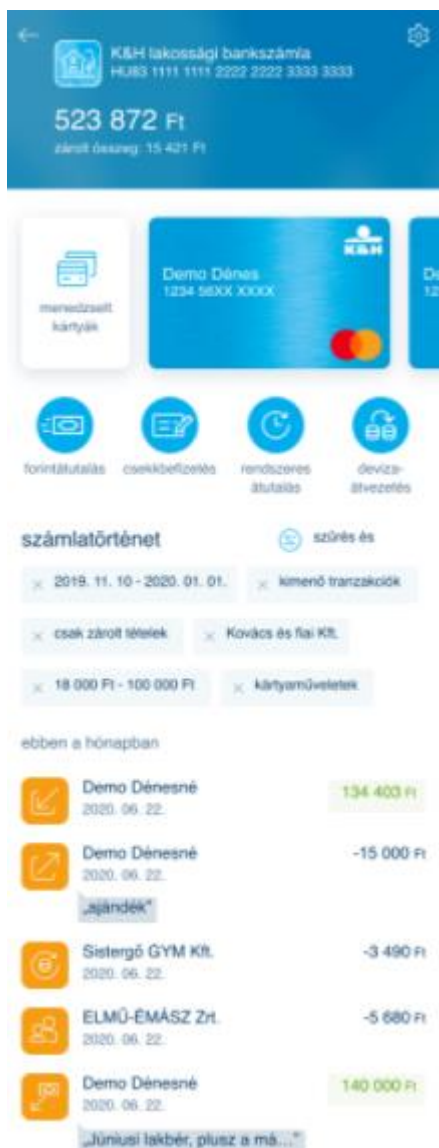 K&H lakossági bankszámla
HU83 1111 1111 2222 2222 3333 3333
523 872 Ft
zárolt összeg: 15 421 Ft
menedzselt
kártyák
K&H
Demo Dénes
1234 56XX XXXX
De
12
forintátutalás
csekkbefizetés
rendszeres
átutalás
deviza-
átvezetés
számlatörténet
szűrés és
2019. 11. 10 - 2020. 01. 01.
kimenő tranzakciók
csak zárolt tételek
Kovács és fiai Kft.
18 000 Ft - 100 000 Ft
kártyaműveletek
ebben a hónapban
Demo Dénesné
134 403 Ft
2020. 06. 22.
Demo Dénesné
-15 000 Ft
2020. 06. 22.
„ajándék”
Sistergő GYM Kft.
-3 490 Ft
2020. 06. 22.
ELMŰ-ÉMÁSZ Zrt.
-5 680 Ft
2020. 06. 22.
Demo Dénesné
140 000 Ft
2020. 06. 22.
„Júniusi lakbér, plusz a má...”